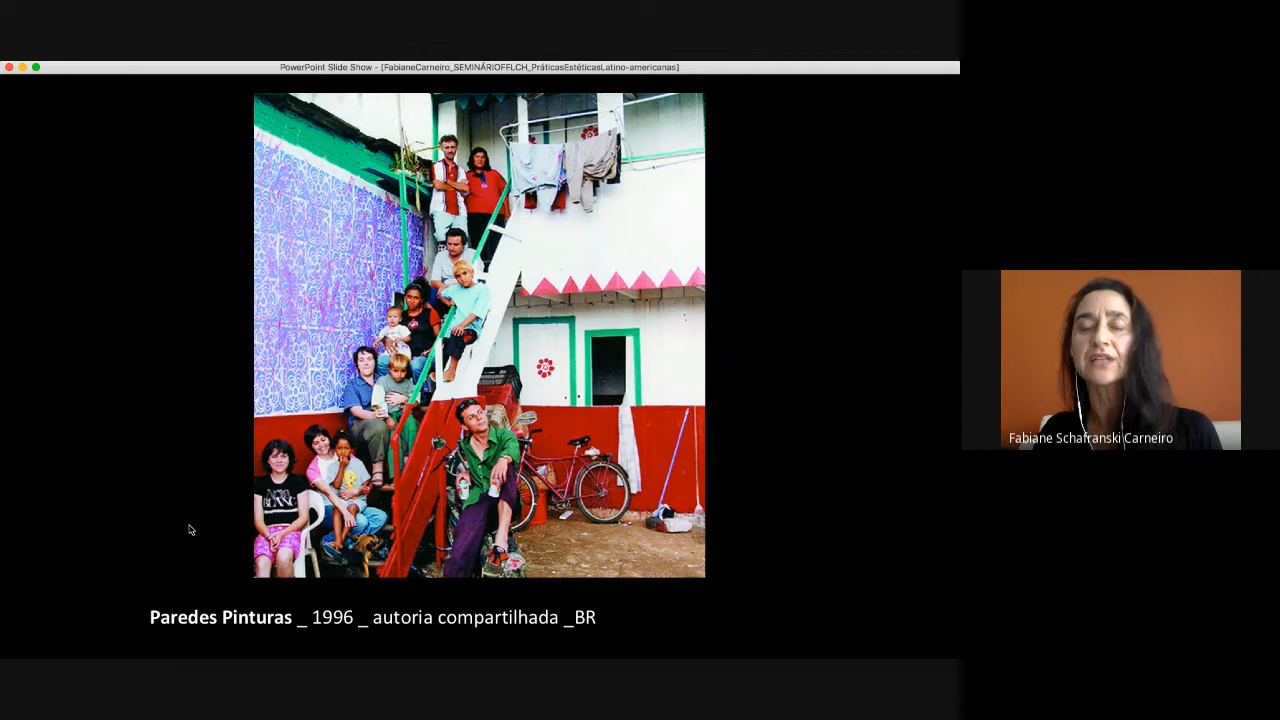 PowerPoint Slide Show - [FabianeCarneiro_SEMINÁRIOFFLCH_PráticasEstéticasLatino-americanas]
Fabiane Schafranski Carneiro
Paredes Pinturas _ 1996 _ autoria compartilhada _BR